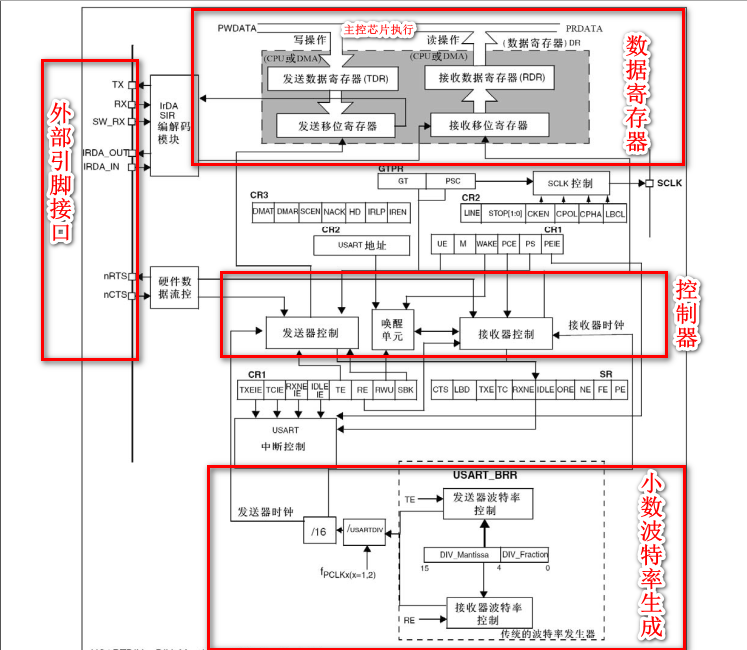 PWDATA
主控芯片执行
PRDATA
写操作
读操作
(数据寄存器) DR
(CPU或DMA)
(CPU或DMA)
发送数据寄存器(TDR)
接收数据寄存器(RDR)
发送移位寄存器
接收移位寄存器
数据寄存器
外部引脚接口
TX
RX
SW_RX
IRDA_OUT
IRDA_IN
IrDA
SIR
编解码
模块
GTPR
GT
PSC
SCLK 控制
SCLK
CR3
DMAT
DMAR
SCEN
NACK
HD
IRLP
IREN
CR2
LINE
STOP[1:0]
CKEN
CPOL
CPHA
LBCL
CR2
USART 地址
CR1
UE
M
WAKE
PCE
PS
PEIE
nRTS
nCTS
硬件数
据流控
发送器控制
唤醒
单元
接收器控制
接收器时钟
控制器
CR1
TXEIE
TCIE
RXNE
IE
IDLE
IE
TE
RE
RWU
SBK
SR
CTS
LBD
TXE
TC
RXNE
IDLE
ORE
NE
FE
PE
USART
中断控制
USART_BRR
发送器时钟
/16
/USARTDIV
TE
发送器波特率
控制
fPCLKx(x=1,2)
DIV_Mantissa
DIV_Fraction
15
4
0
RE
接收器波特率
控制
传统的波特率发生器
小数波特率生成